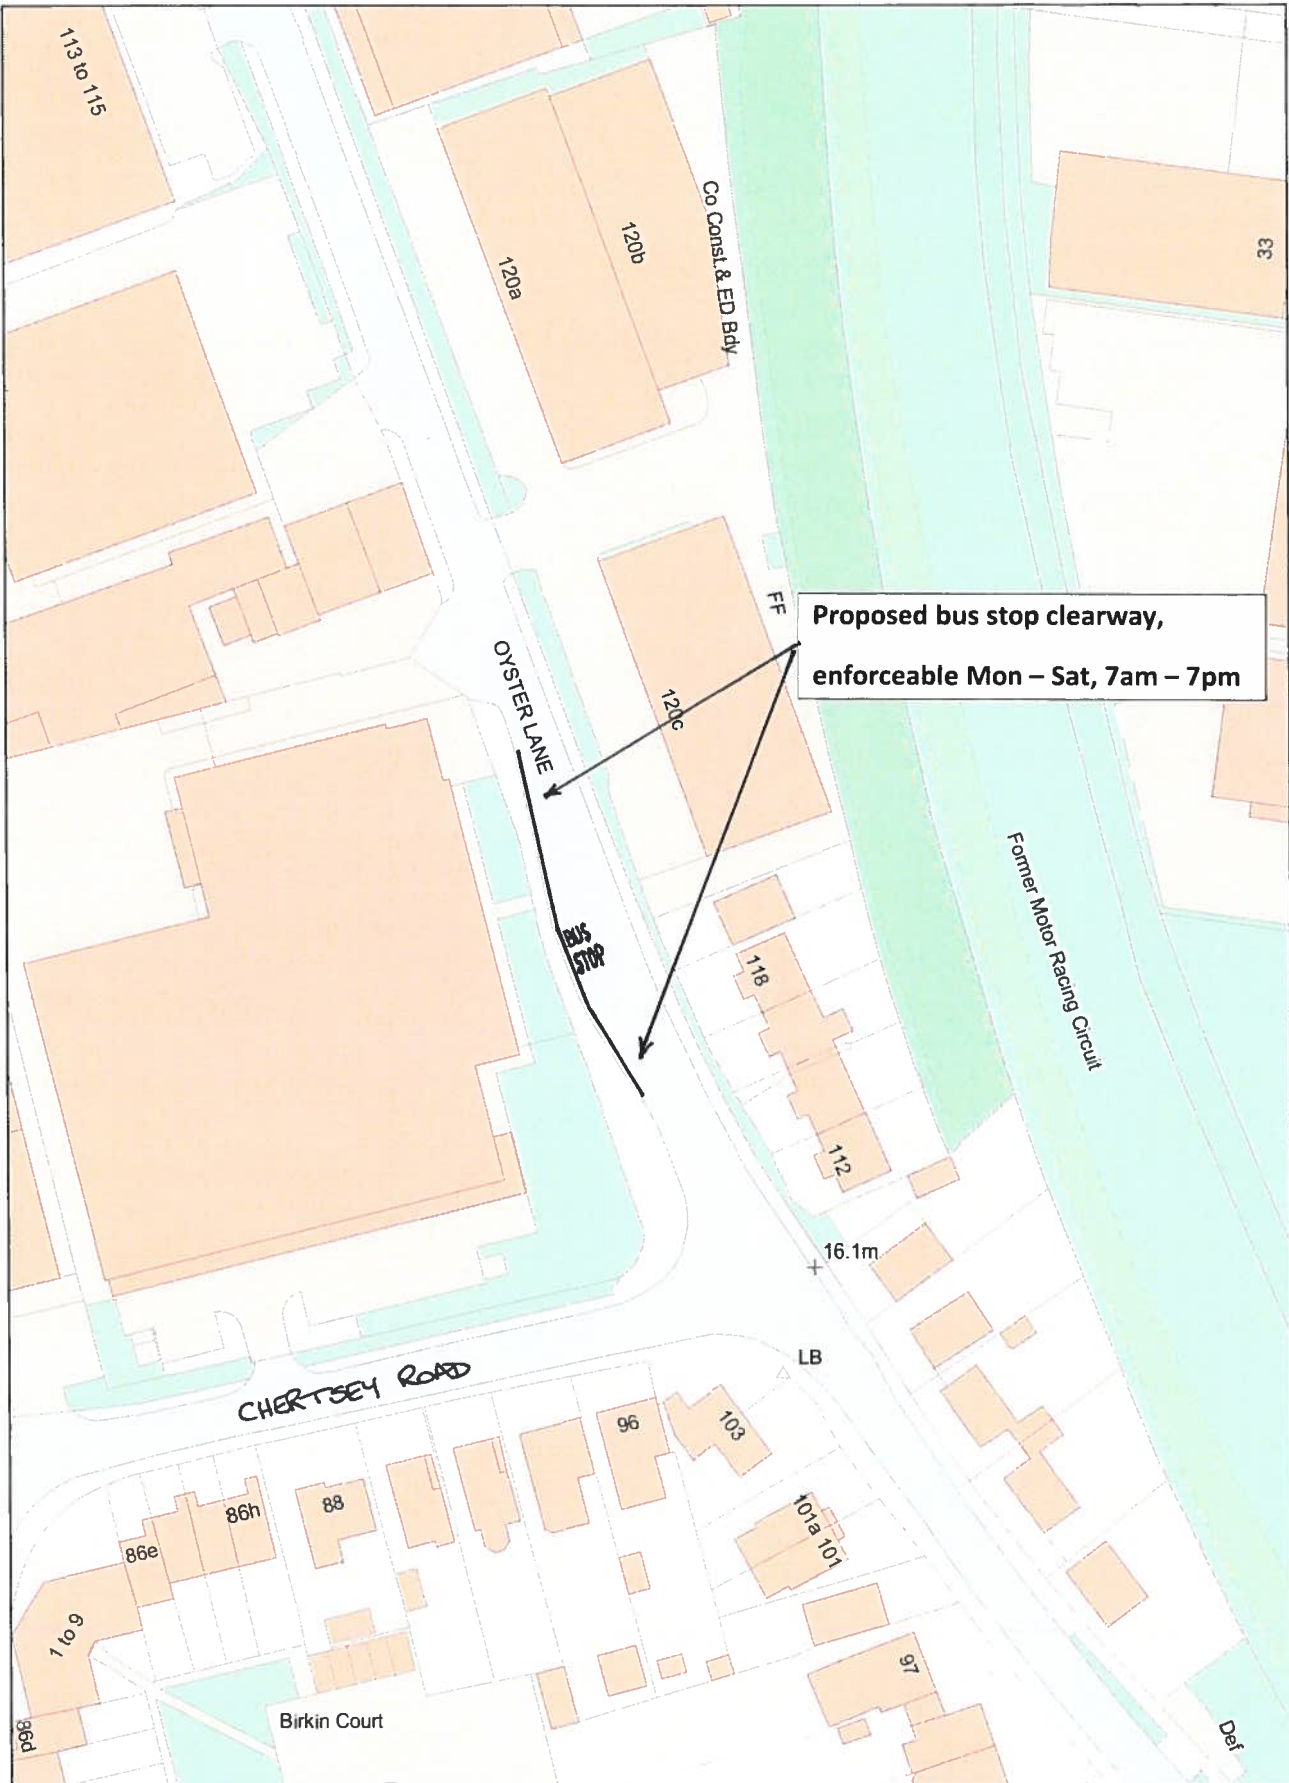 113 to 115
Co Const.& ED Bdy
120b
120a
33
FF
Proposed bus stop clearway,
enforceable Mon – Sat, 7am – 7pm
OYSTER LANE
120c
Former Motor Racing Circuit
BUS
STOP
118
112
16.1m
LB
CHERTSEY ROAD
96
103
88
86h
101a 101
86e
1 to 9
97
Birkin Court
86d
Def